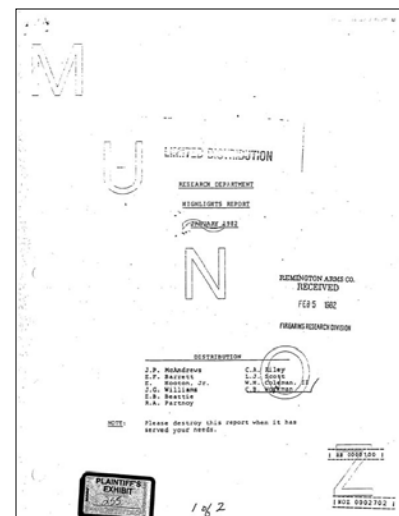 M
LIMITED DISTRIBUTION
U
RESEARCH DEPARTMENT
HIGHLIGHTS REPORT
JANUARY 1982
N
REMINGTON ARMS CO.
RECEIVED
FEB 5 1982
FIREARMS RESEARCH DIVISION
DISTRIBUTION
J.P. McAndrews C.A. Riley
E.F. Barrett L.J. Scott
E. Hooton, Jr. W.H. Coleman, II
J.G. Williams C.B. Workman
E.B. Beattie
R.A. Partnoy
NOTE: Please destroy this report when it has
served your needs.
Z
PLAINTIFF'S
EXHIBIT
1 of 2